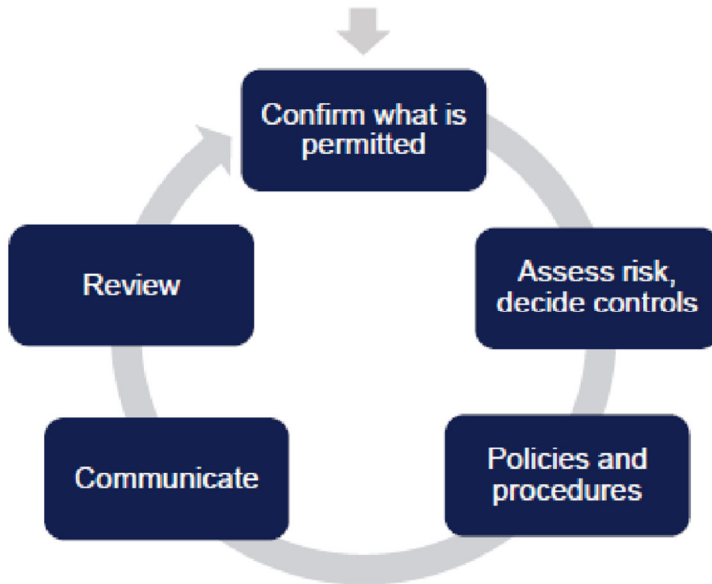 Confirm what is
permitted
Assess risk,
decide controls
Policies and
procedures
Communicate
Review